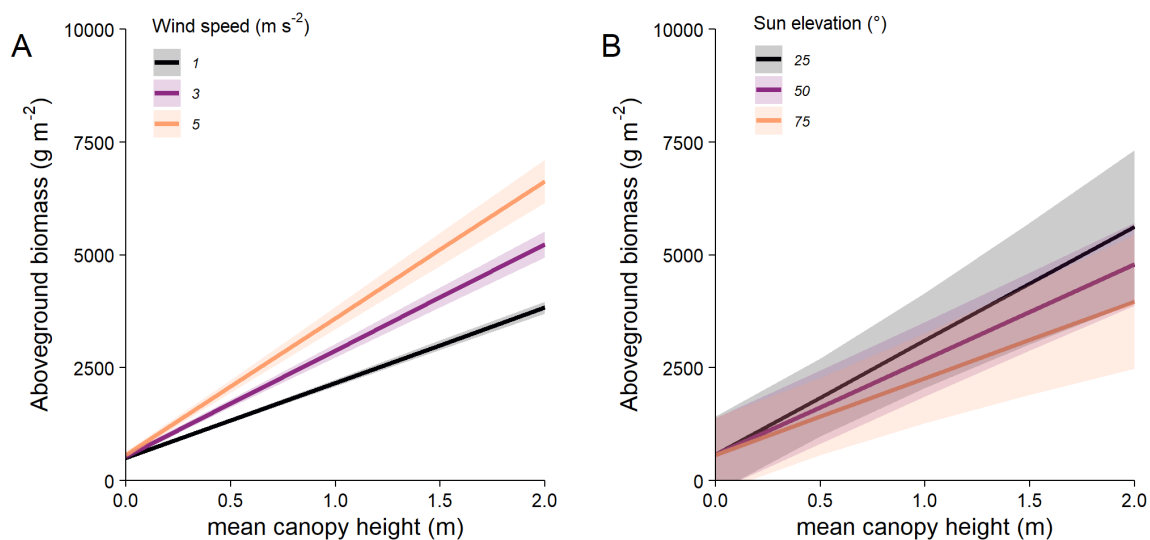 A
Wind speed (m s-2)
1
3
5
10000
7500
5000
2500
0
Aboveground biomass (g m-2)
0.0 0.5 1.0 1.5 2.0
mean canopy height (m)
B
Sun elevation (°)
25
50
75
10000
7500
5000
2500
0
Aboveground biomass (g m-2)
0.0 0.5 1.0 1.5 2.0
mean canopy height (m)